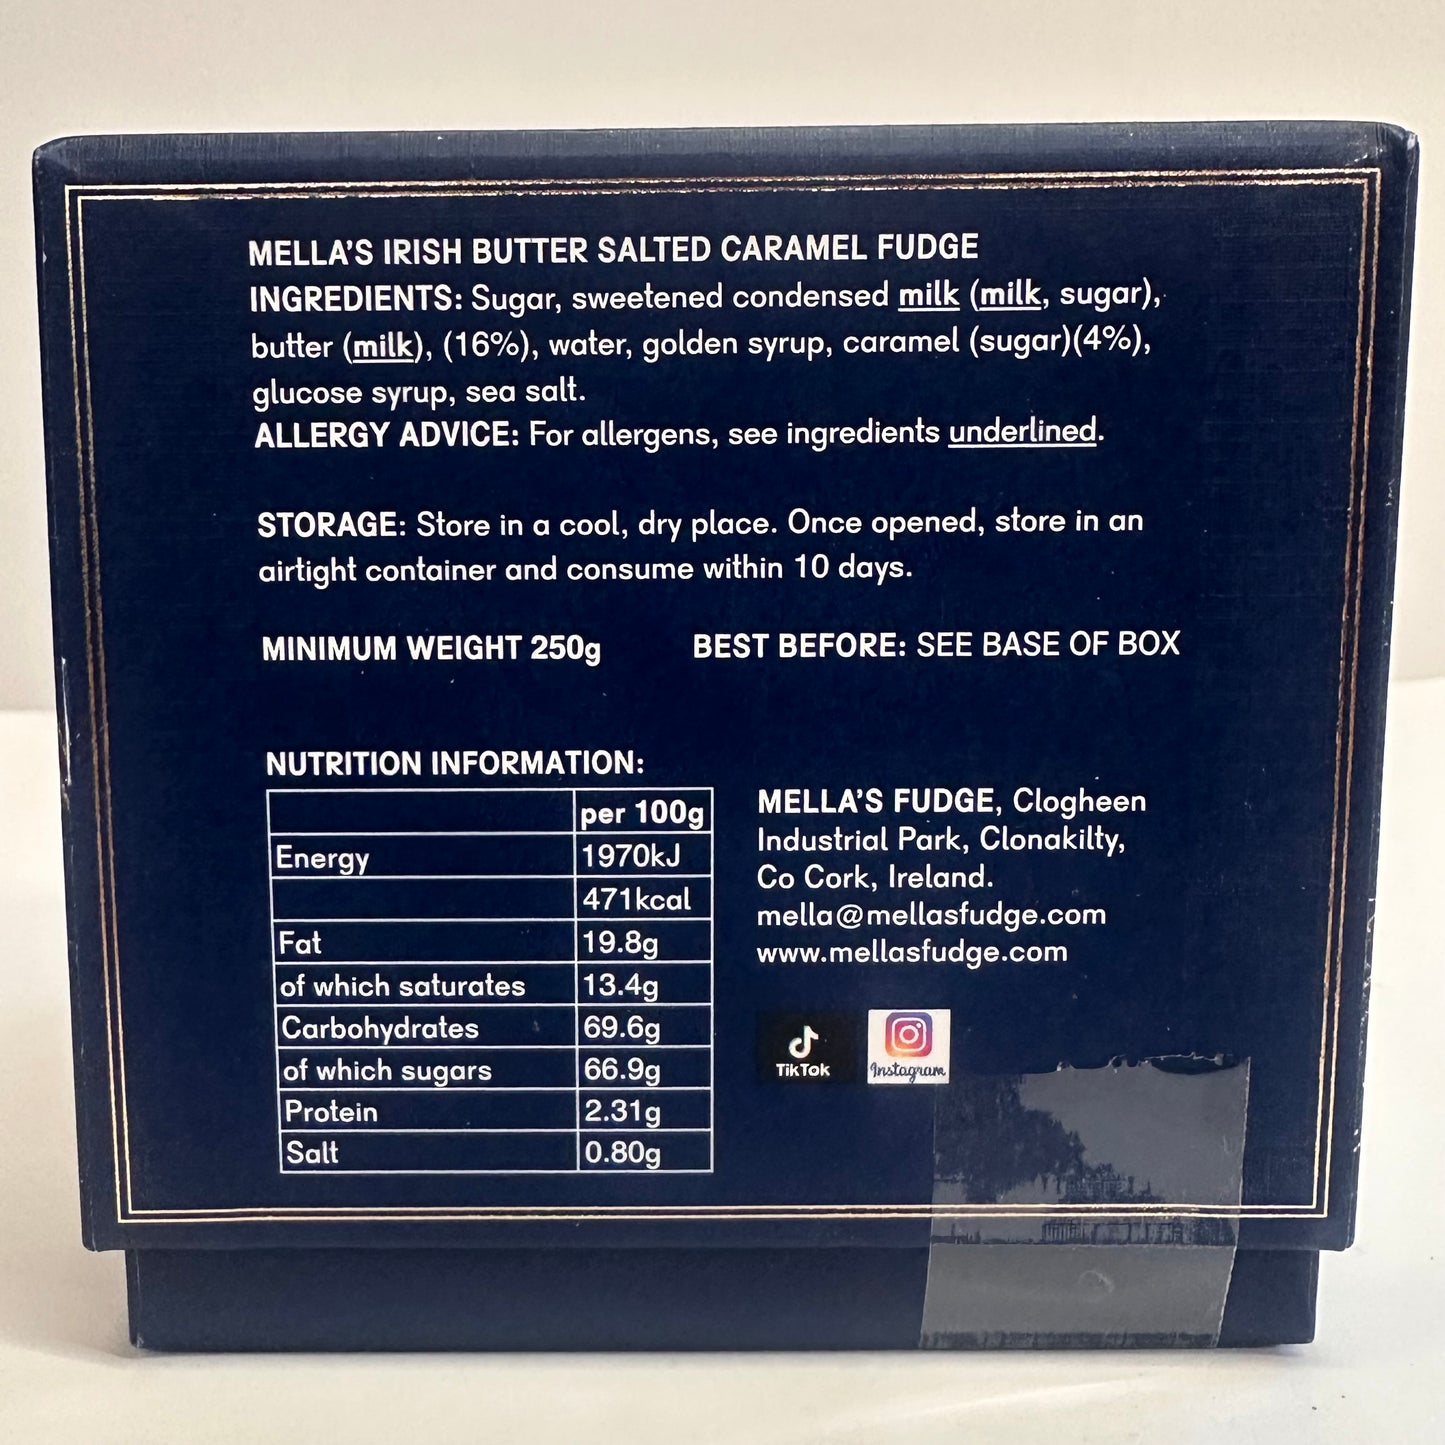 MELLA'S IRISH BUTTER SALTED CARAMEL FUDGE
INGREDIENTS: Sugar, sweetened condensed milk (milk, sugar),
butter (milk), (16%), water, golden syrup, caramel (sugar)(4%),
glucose syrup, sea salt.
ALLERGY ADVICE: For allergens, see ingredients underlined.
STORAGE: Store in a cool, dry place. Once opened, store in an
airtight container and consume within 10 days.
MINIMUM WEIGHT 250g BEST BEFORE: SEE BASE OF BOX
NUTRITION INFORMATION:
per 100g
Energy 1970kJ
471kcal
Fat 19.8g
of which saturates 13.4g
Carbohydrates 69.6g
of which sugars 66.9g
Protein 2.31g
Salt 0.80g
MELLA'S FUDGE, Clogheen
Industrial Park, Clonakilty,
Co Cork, Ireland.
mella@mellasfudge.com
www.mellasfudge.com
TikTok Instagram